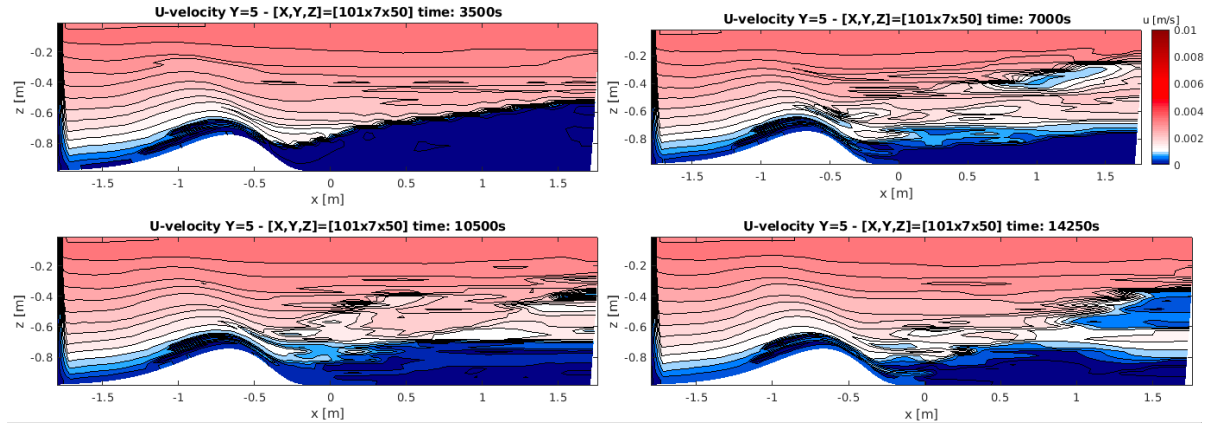 U-velocity Y=5 - [X,Y,Z]=[101x7x50] time: 3500s
z [m]
-0.2
-0.4
-0.6
-0.8
-1.5 -1 -0.5 0 0.5 1 1.5
x [m]
U-velocity Y=5 - [X,Y,Z]=[101x7x50] time: 7000s
u [m/s]
z [m]
-0.2
-0.4
-0.6
-0.8
0.01
0.008
0.006
0.004
0.002
0
-1.5 -1 -0.5 0 0.5 1 1.5
x [m]
U-velocity Y=5 - [X,Y,Z]=[101x7x50] time: 10500s
z [m]
-0.2
-0.4
-0.6
-0.8
-1.5 -1 -0.5 0 0.5 1 1.5
x [m]
U-velocity Y=5 - [X,Y,Z]=[101x7x50] time: 14250s
z [m]
-0.2
-0.4
-0.6
-0.8
-1.5 -1 -0.5 0 0.5 1 1.5
x [m]